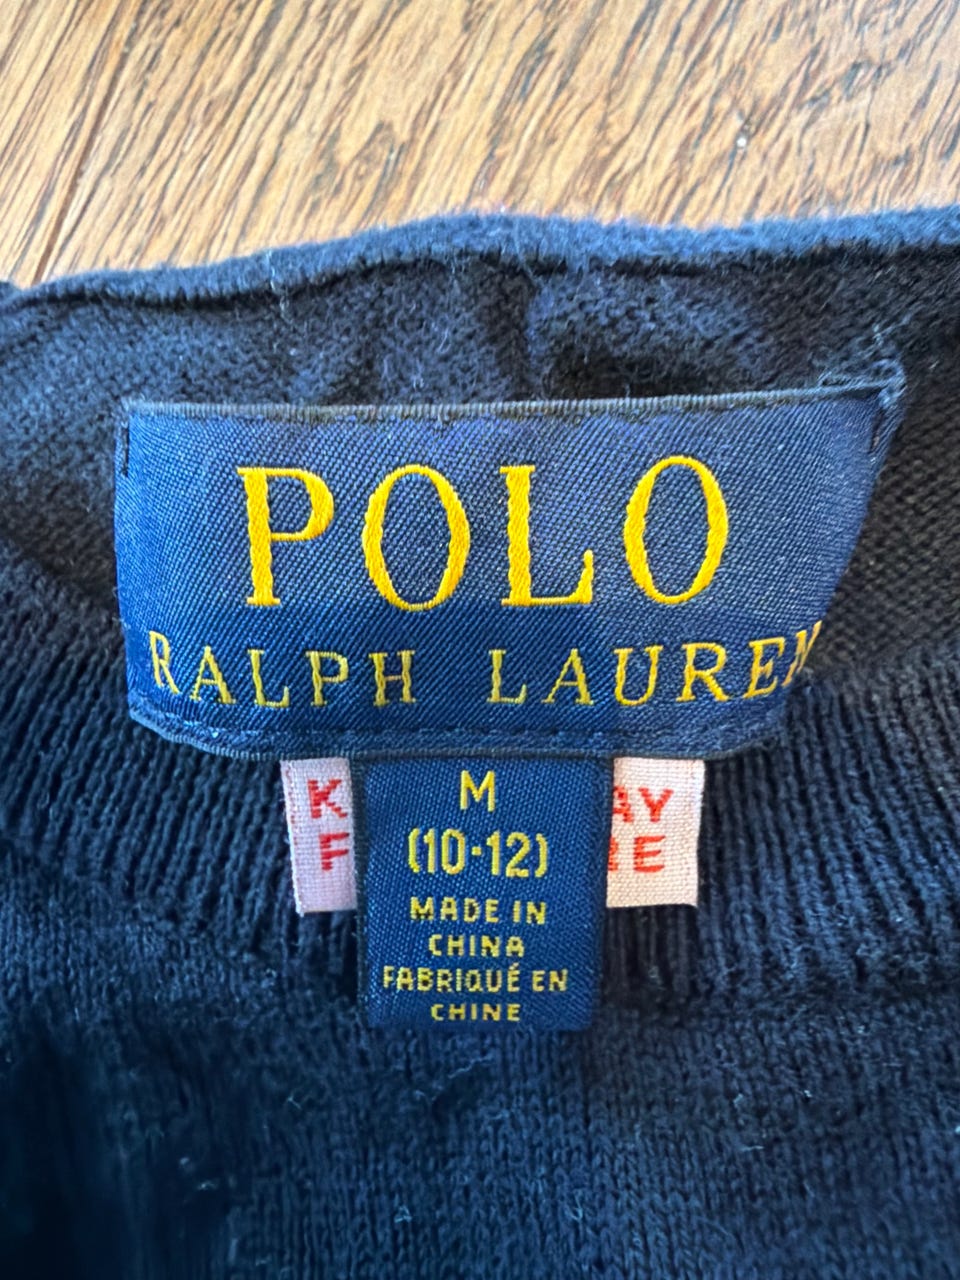 POLO
RALPH LAUREN
M
(10-12)
MADE IN
CHINA
FABRIQUÉ EN
CHINE